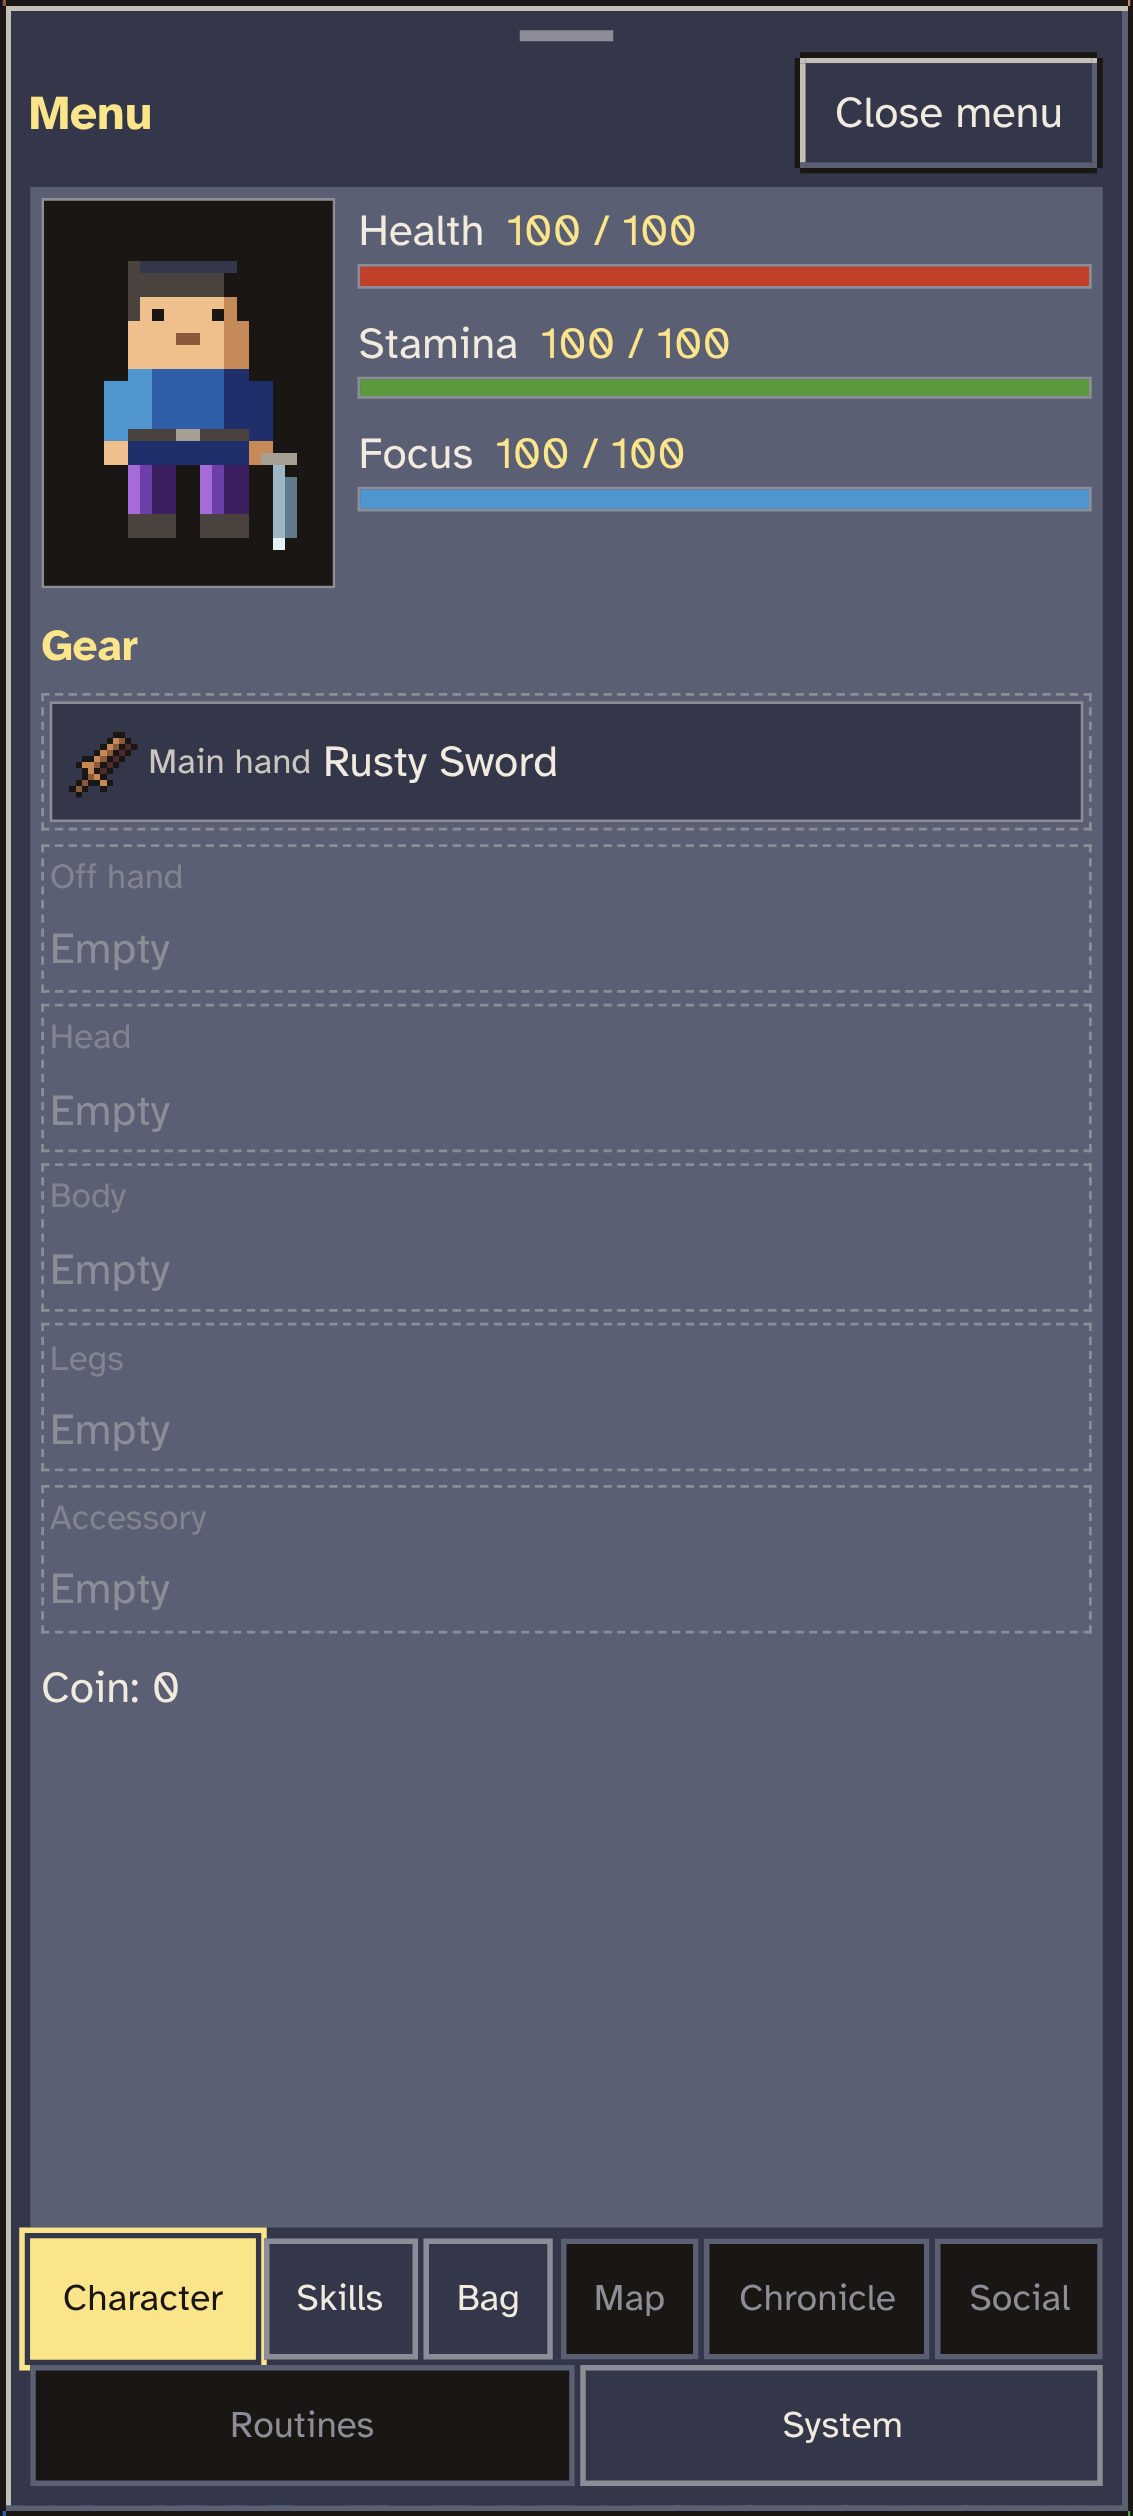 Menu
Close menu
Health 100 / 100
Stamina 100 / 100
Focus 100 / 100
Gear
Main hand Rusty Sword
Off hand
Empty
Head
Empty
Body
Empty
Legs
Empty
Accessory
Empty
Coin: 0
Character Skills Bag Map Chronicle Social
Routines System